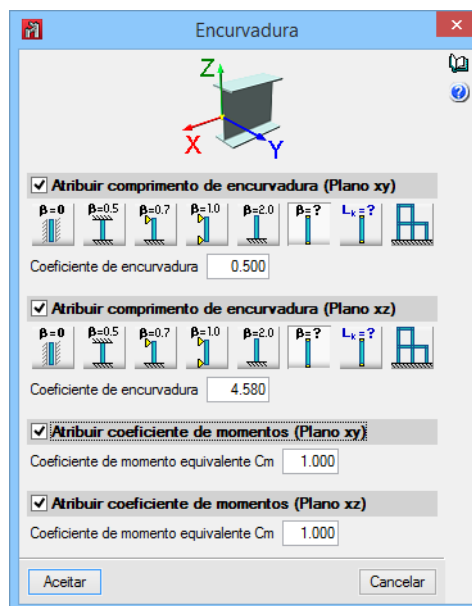 Encurvadura
Z
X
Y
Atribuir comprimento de encurvadura (Plano xy)
β=0 β=0.5 β=0.7 β=1.0 β=2.0 β=? Lk=?
Coeficiente de encurvadura 0.500
Atribuir comprimento de encurvadura (Plano xz)
β=0 β=0.5 β=0.7 β=1.0 β=2.0 β=? Lk=?
Coeficiente de encurvadura 4.580
Atribuir coeficiente de momentos (Plano xy)
Coeficiente de momento equivalente Cm 1.000
Atribuir coeficiente de momentos (Plano xz)
Coeficiente de momento equivalente Cm 1.000
Aceitar Cancelar